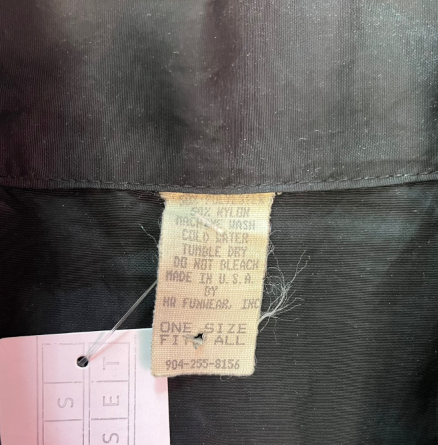 50% NYLON
MACHINE WASH
COLD WATER
TUMBLE DRY
DO NOT BLEACH
MADE IN U.S.A.
BY
HR FUNWEAR, INC
ONE SIZE
FITS ALL
904-255-8156
S
S E T